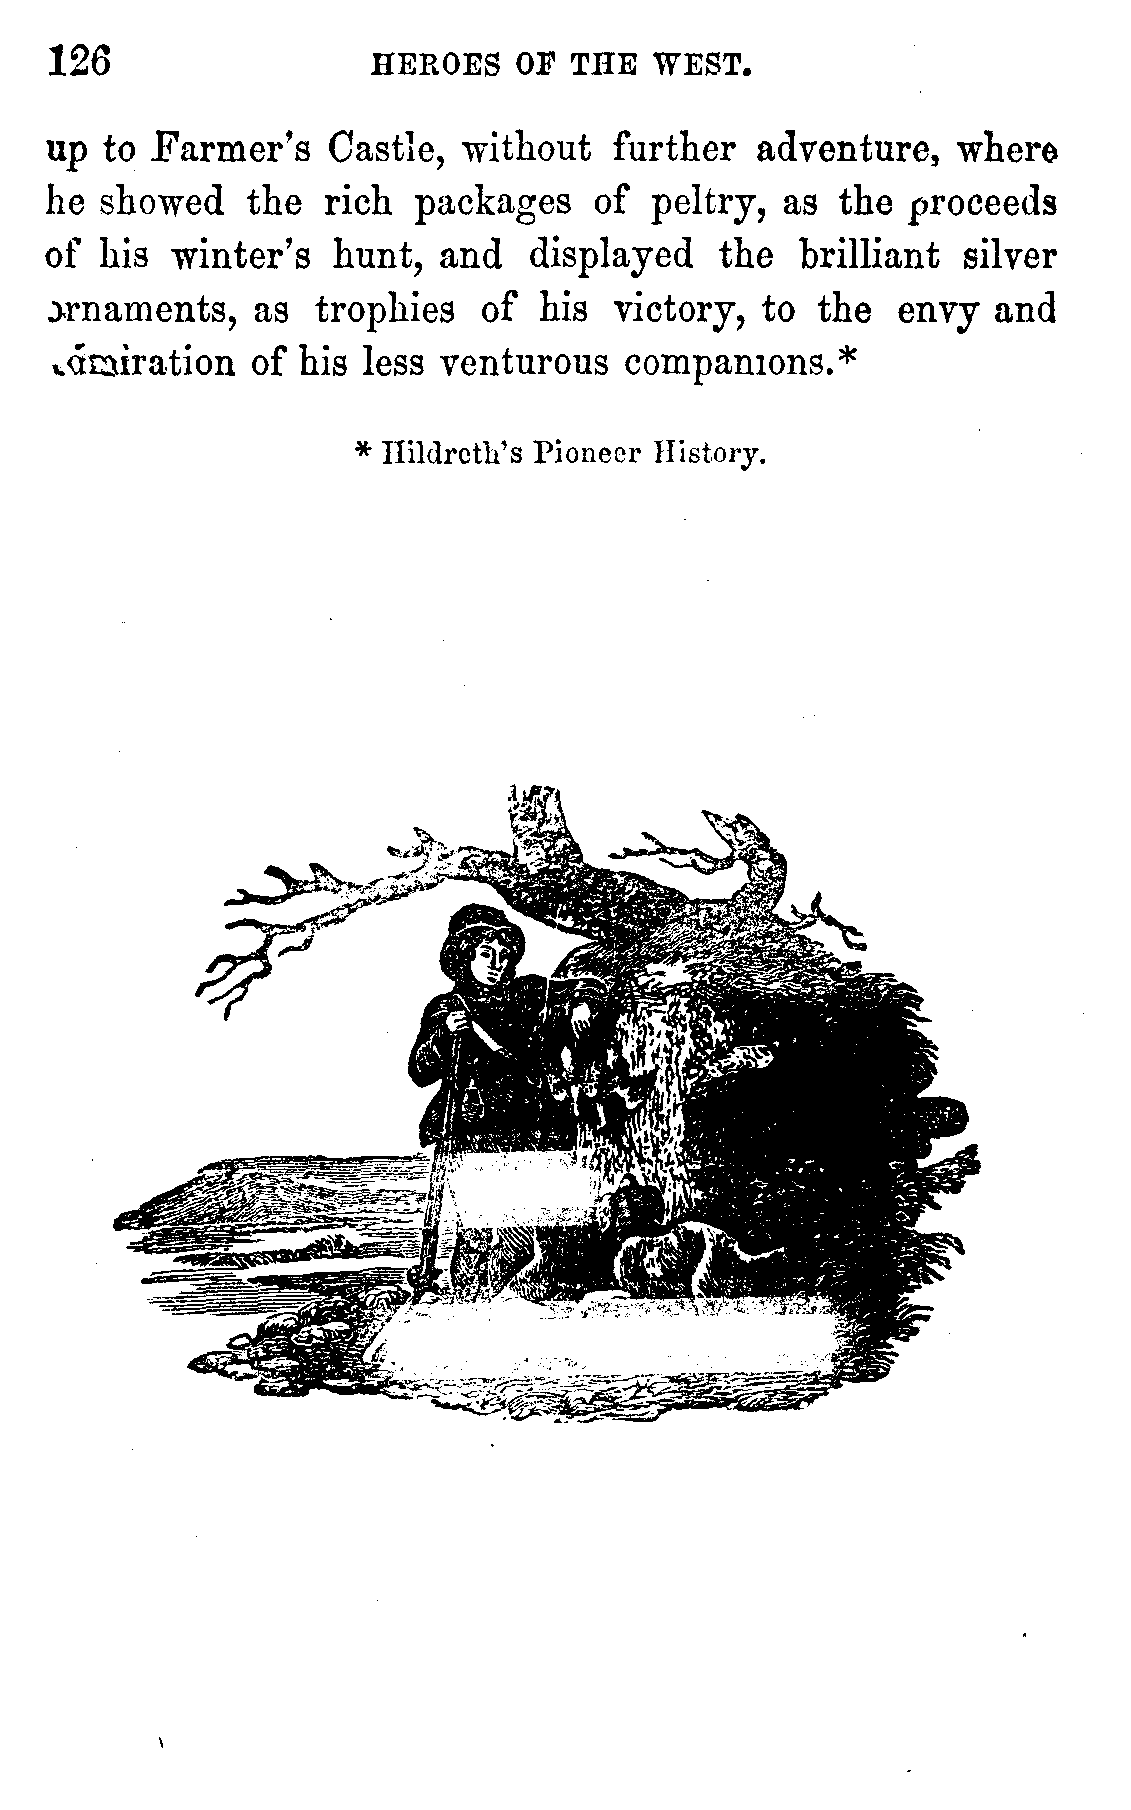 126 HEROES OF THE WEST.
up to Farmer's Castle, without further adventure, where
he showed the rich packages of peltry, as the proceeds
of his winter's hunt, and displayed the brilliant silver
ornaments, as trophies of his victory, to the envy and
admiration of his less venturous companions.*
* Hildreth's Pioneer History.